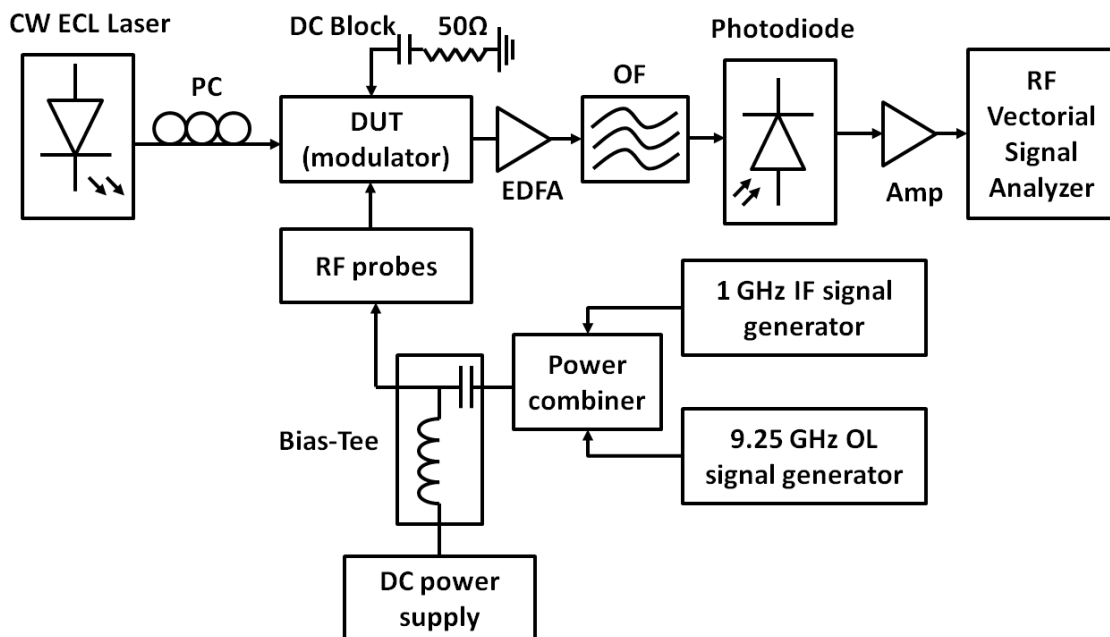 CW ECL Laser
PC
DC Block
50Ω
DUT
(modulator)
EDFA
OF
Photodiode
Amp
RF
Vectorial
Signal
Analyzer
RF probes
1 GHz IF signal
generator
Power
combiner
9.25 GHz OL
signal generator
Bias-Tee
DC power
supply